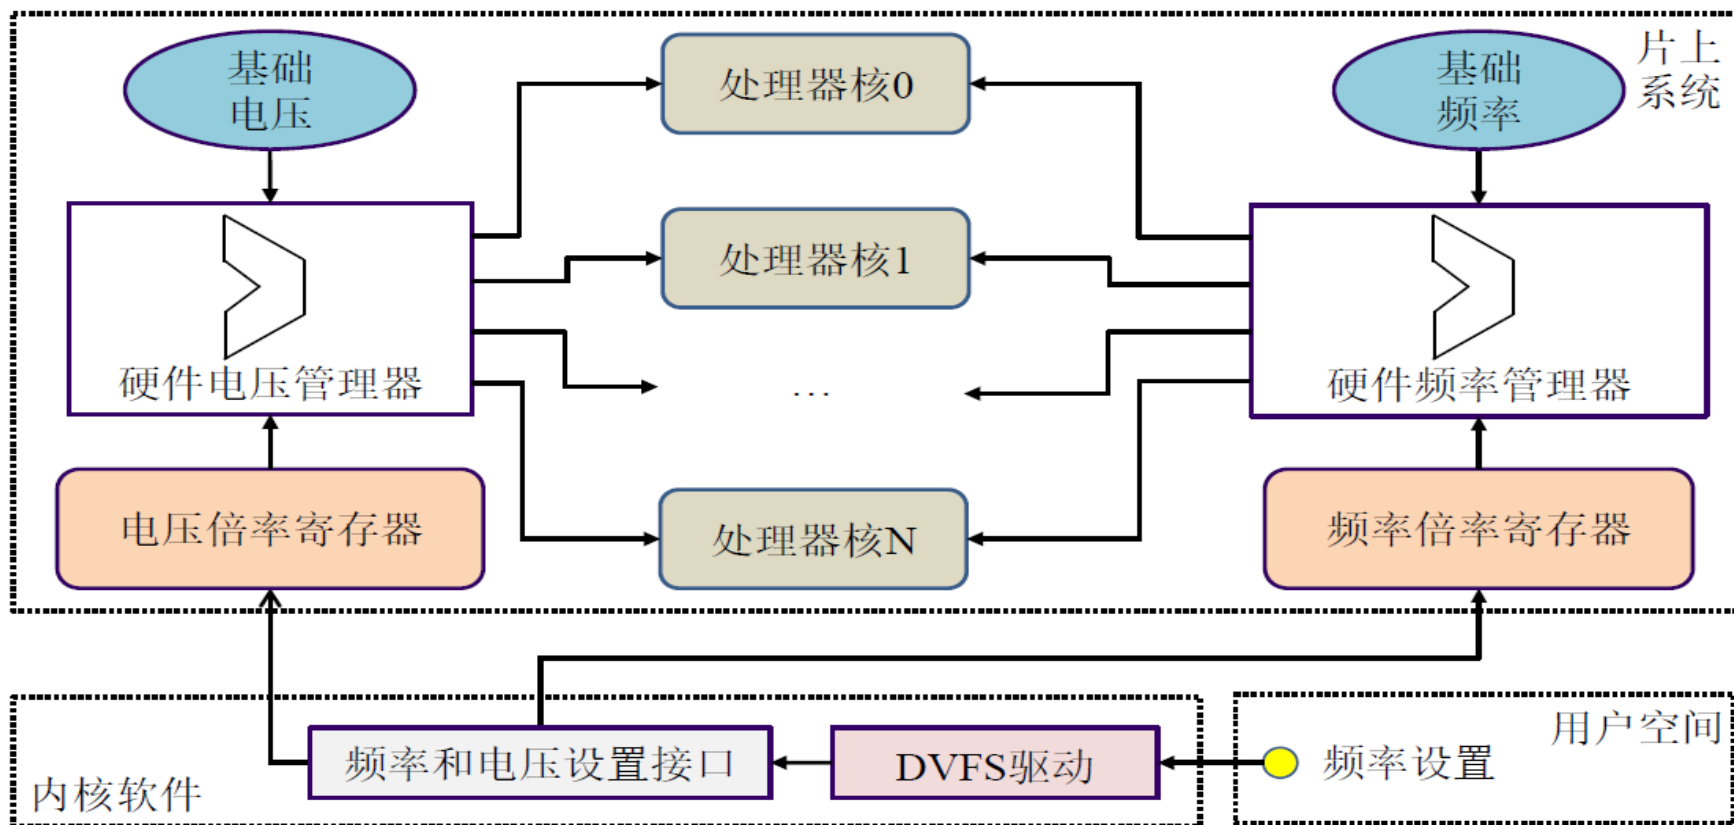 基础
电压
处理器核0
基础
频率
片上
系统
处理器核1
硬件电压管理器
...
硬件频率管理器
电压倍率寄存器
处理器核N
频率倍率寄存器
频率和电压设置接口
DVFS驱动
频率设置
用户空间
内核软件